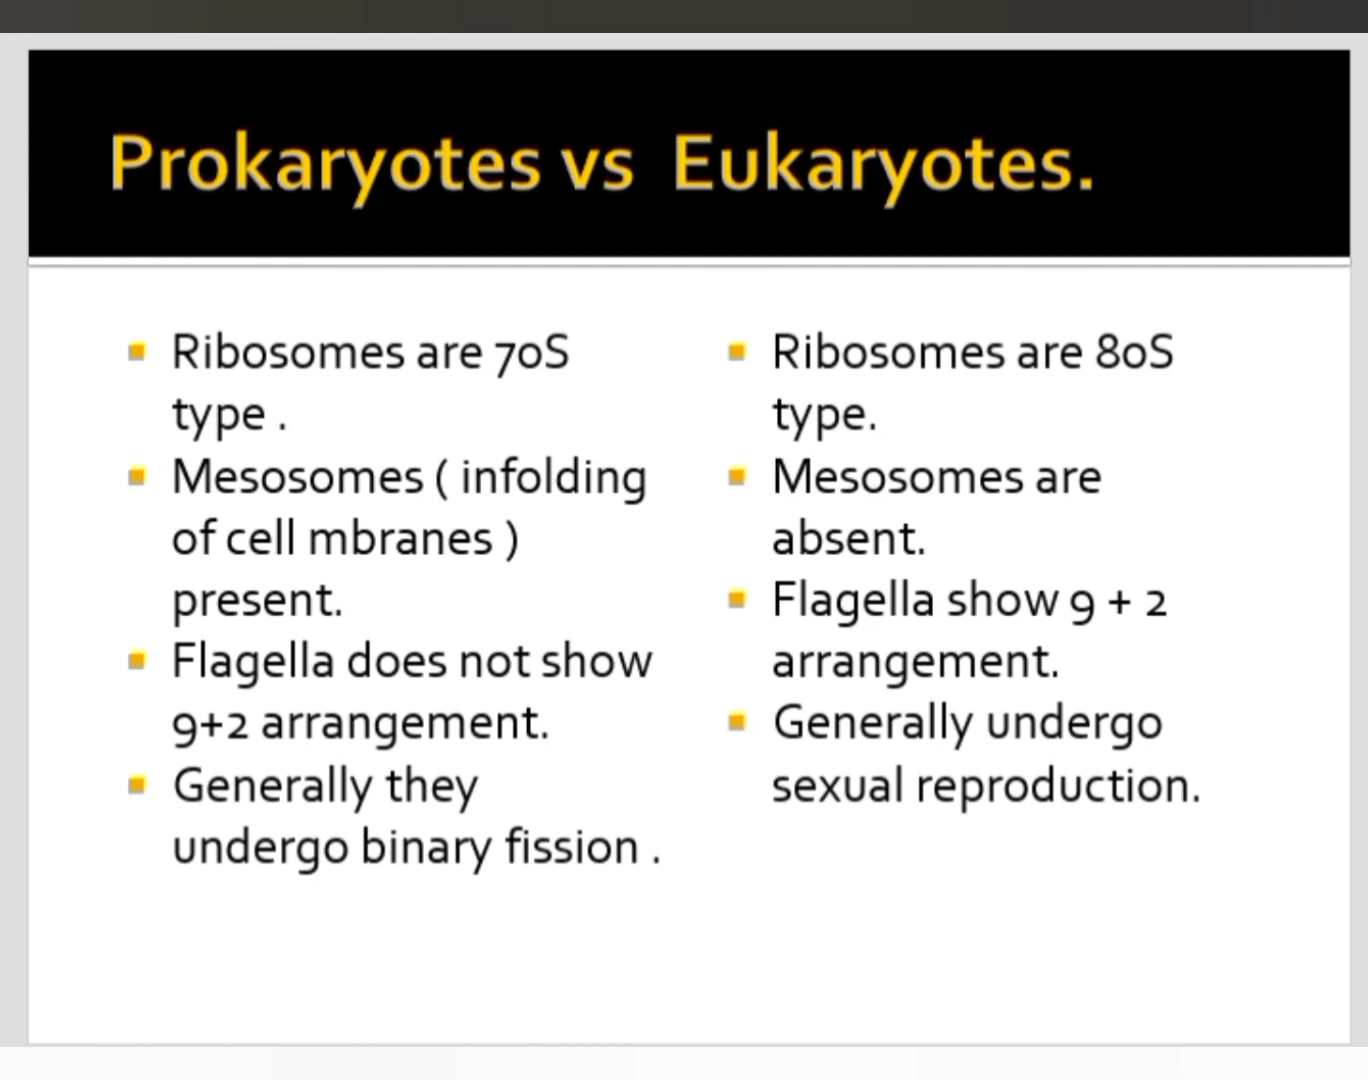 Prokaryotes vs Eukaryotes.
Ribosomes are 70S
type .
Mesosomes ( infolding
of cell mbranes )
present.
Flagella does not show
9+2 arrangement.
Generally they
undergo binary fission .
Ribosomes are 80S
type.
Mesosomes are
absent.
Flagella show 9 + 2
arrangement.
Generally undergo
sexual reproduction.